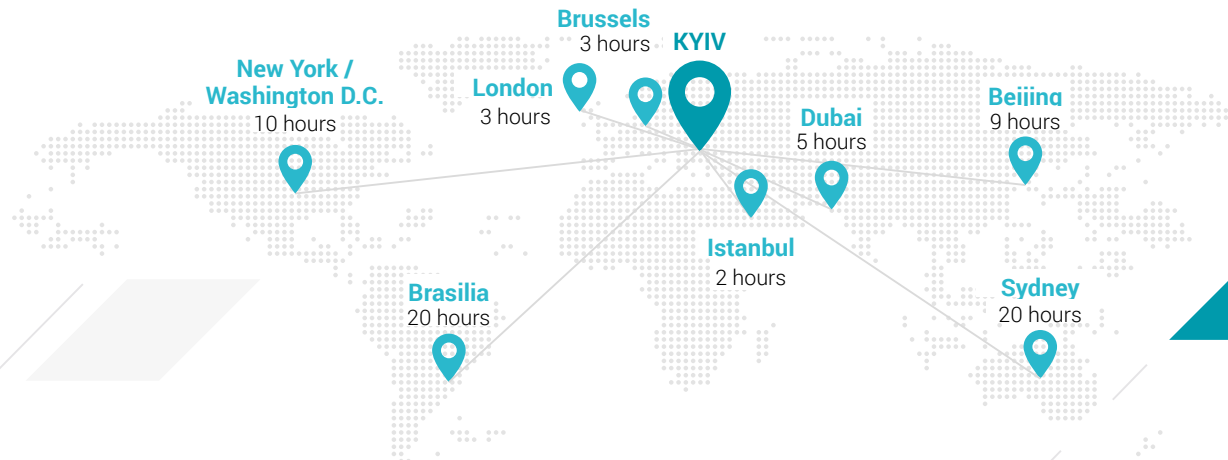 Brussels
3 hours
KYIV
New York /
Washington D.C.
10 hours
London
3 hours
Dubai
5 hours
Beijing
9 hours
Istanbul
2 hours
Brasilia
20 hours
Sydney
20 hours